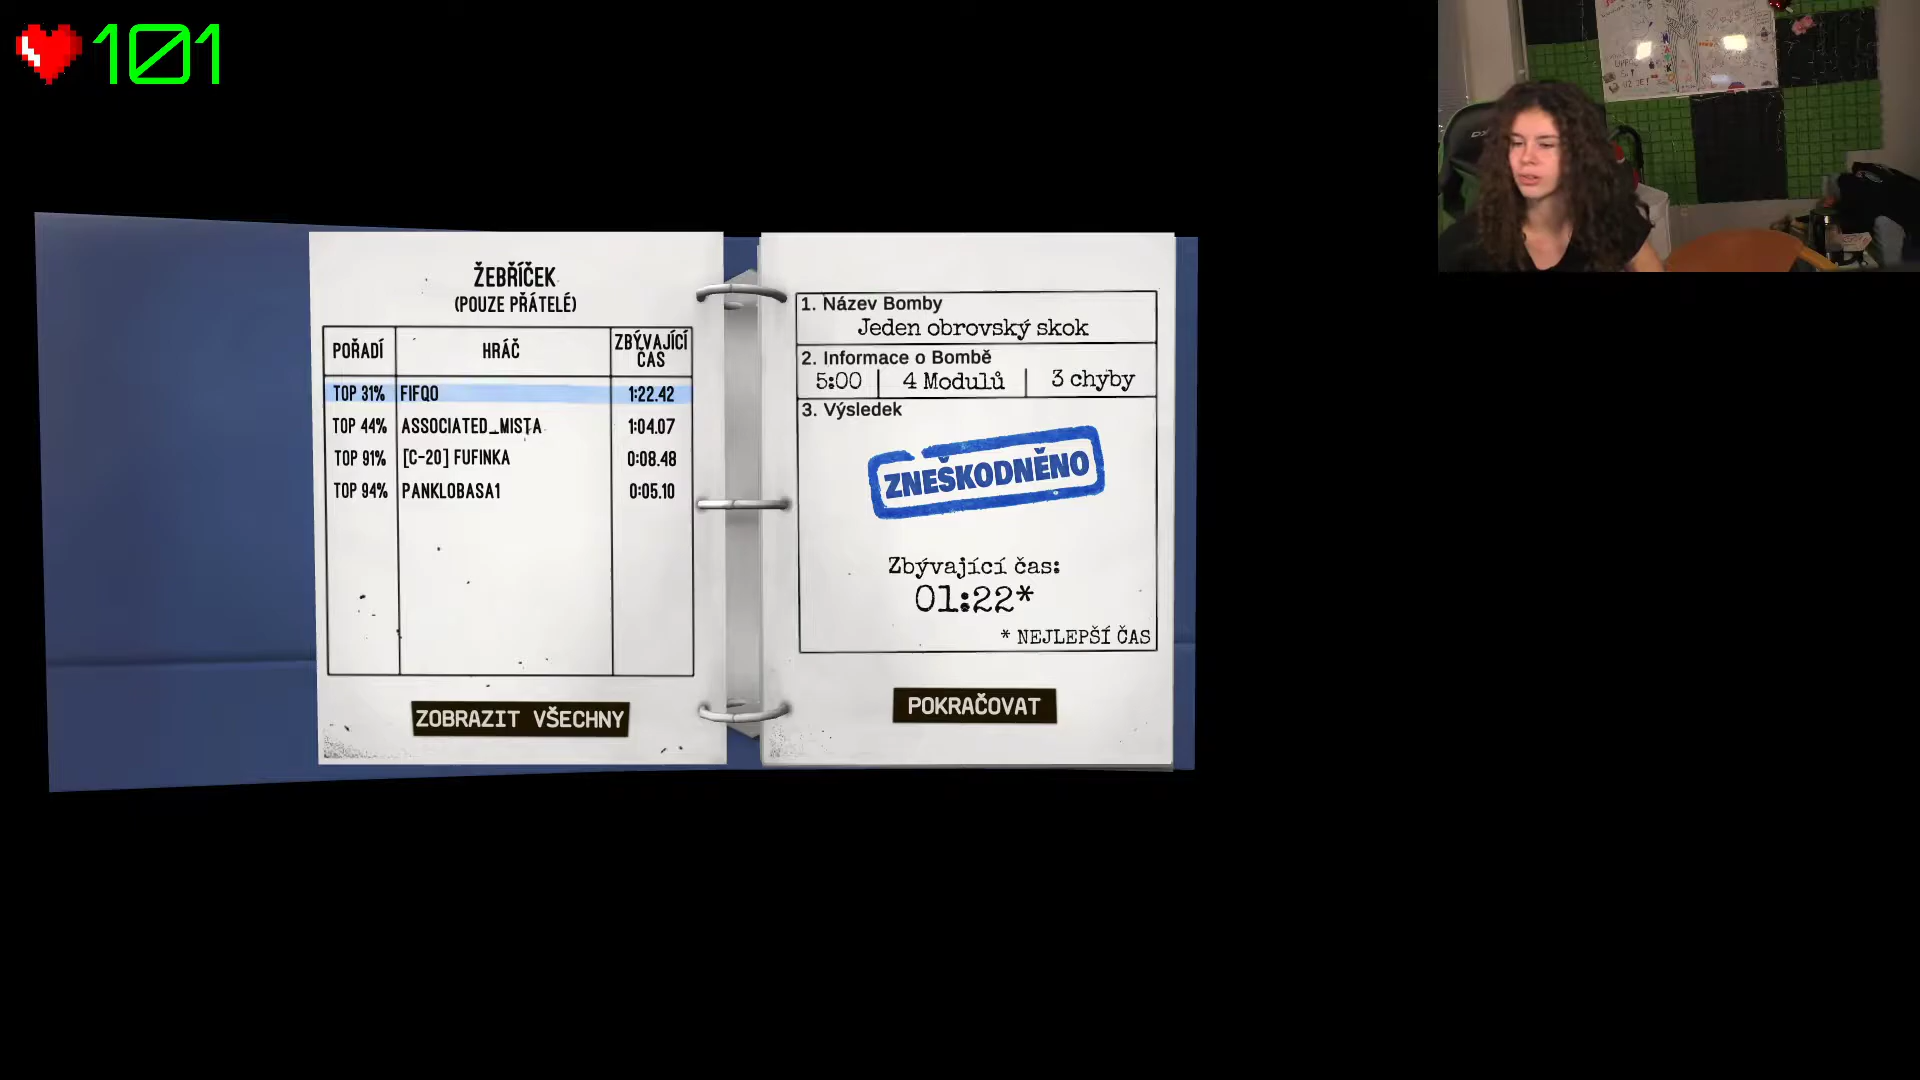 101
ŽEBŘÍČEK
(POUZE PŘÁTELÉ)
POŘADÍ HRÁČ ZBÝVAJÍCÍ ČAS
TOP 31% FIFQO 1:22.42
TOP 44% ASSOCIATED_MISTA 1:04.07
TOP 91% [C-20] FUFINKA 0:08.48
TOP 94% PANKLOBASA1 0:05.10
ZOBRAZIT VŠECHNY
1. Název Bomby
Jeden obrovský skok
2. Informace o Bombě
5:00 4 Modulů 3 chyby
3. Výsledek
ZNEŠKODNĚNO
Zbývající čas:
01:22*
* NEJLEPŠÍ ČAS
POKRAČOVAT